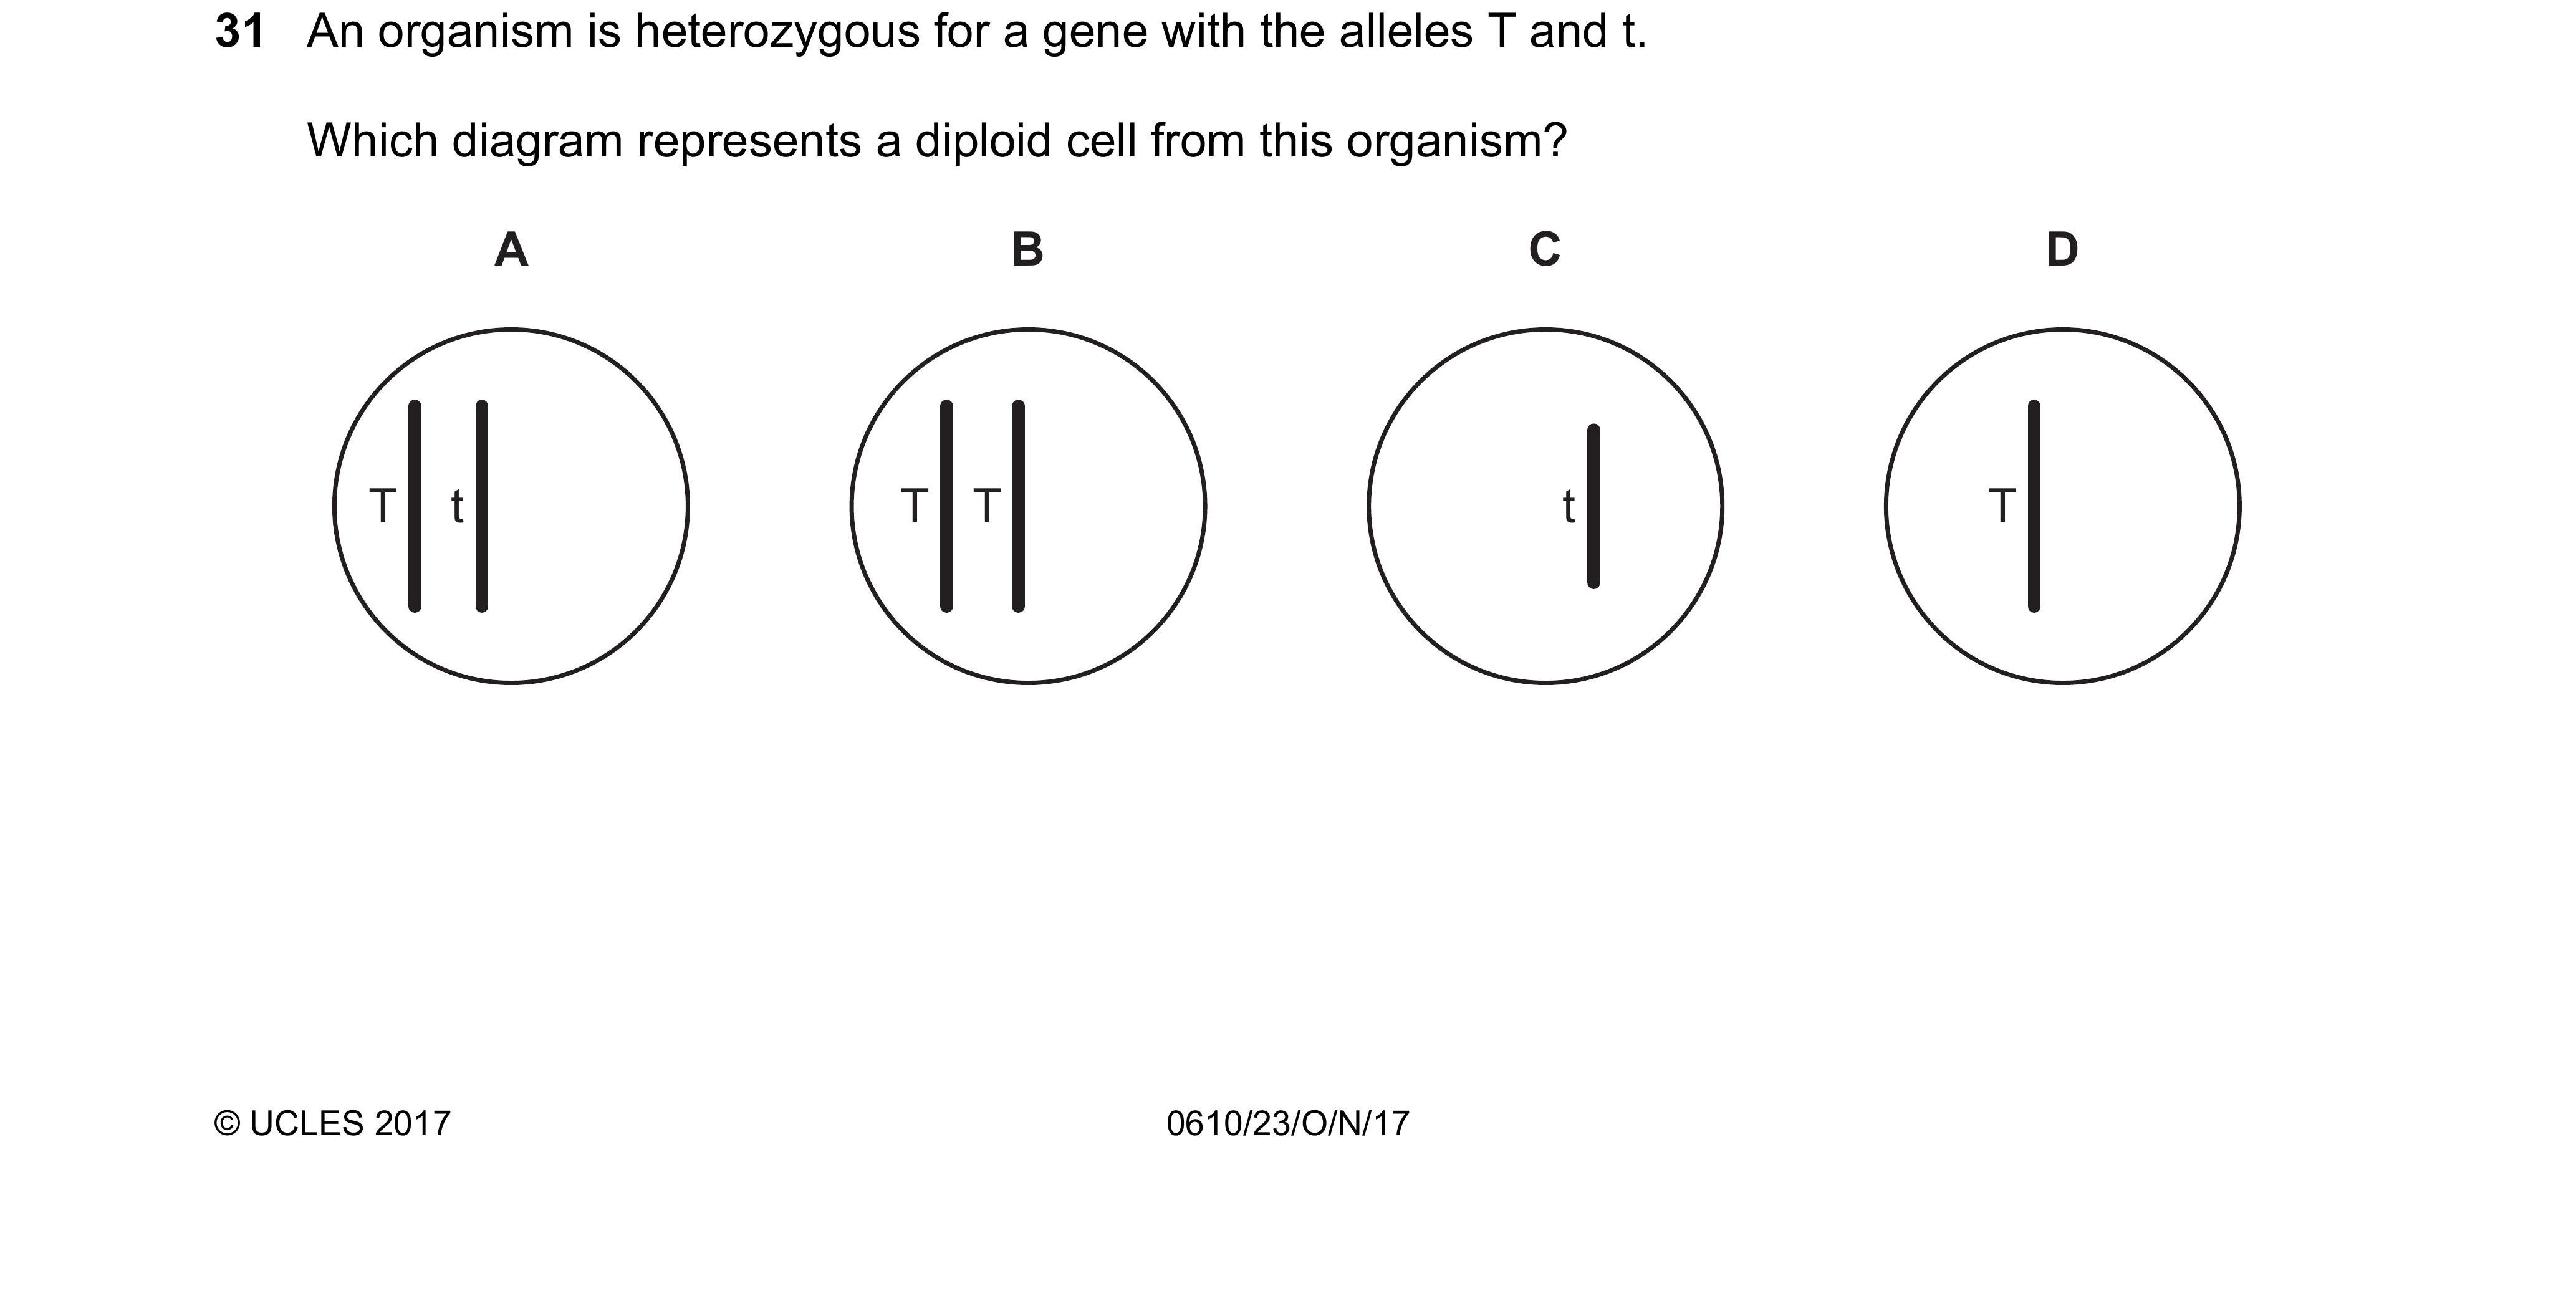 31 An organism is heterozygous for a gene with the alleles T and t.
Which diagram represents a diploid cell from this organism?
A B C D
T t T T t T
© UCLES 2017 0610/23/O/N/17